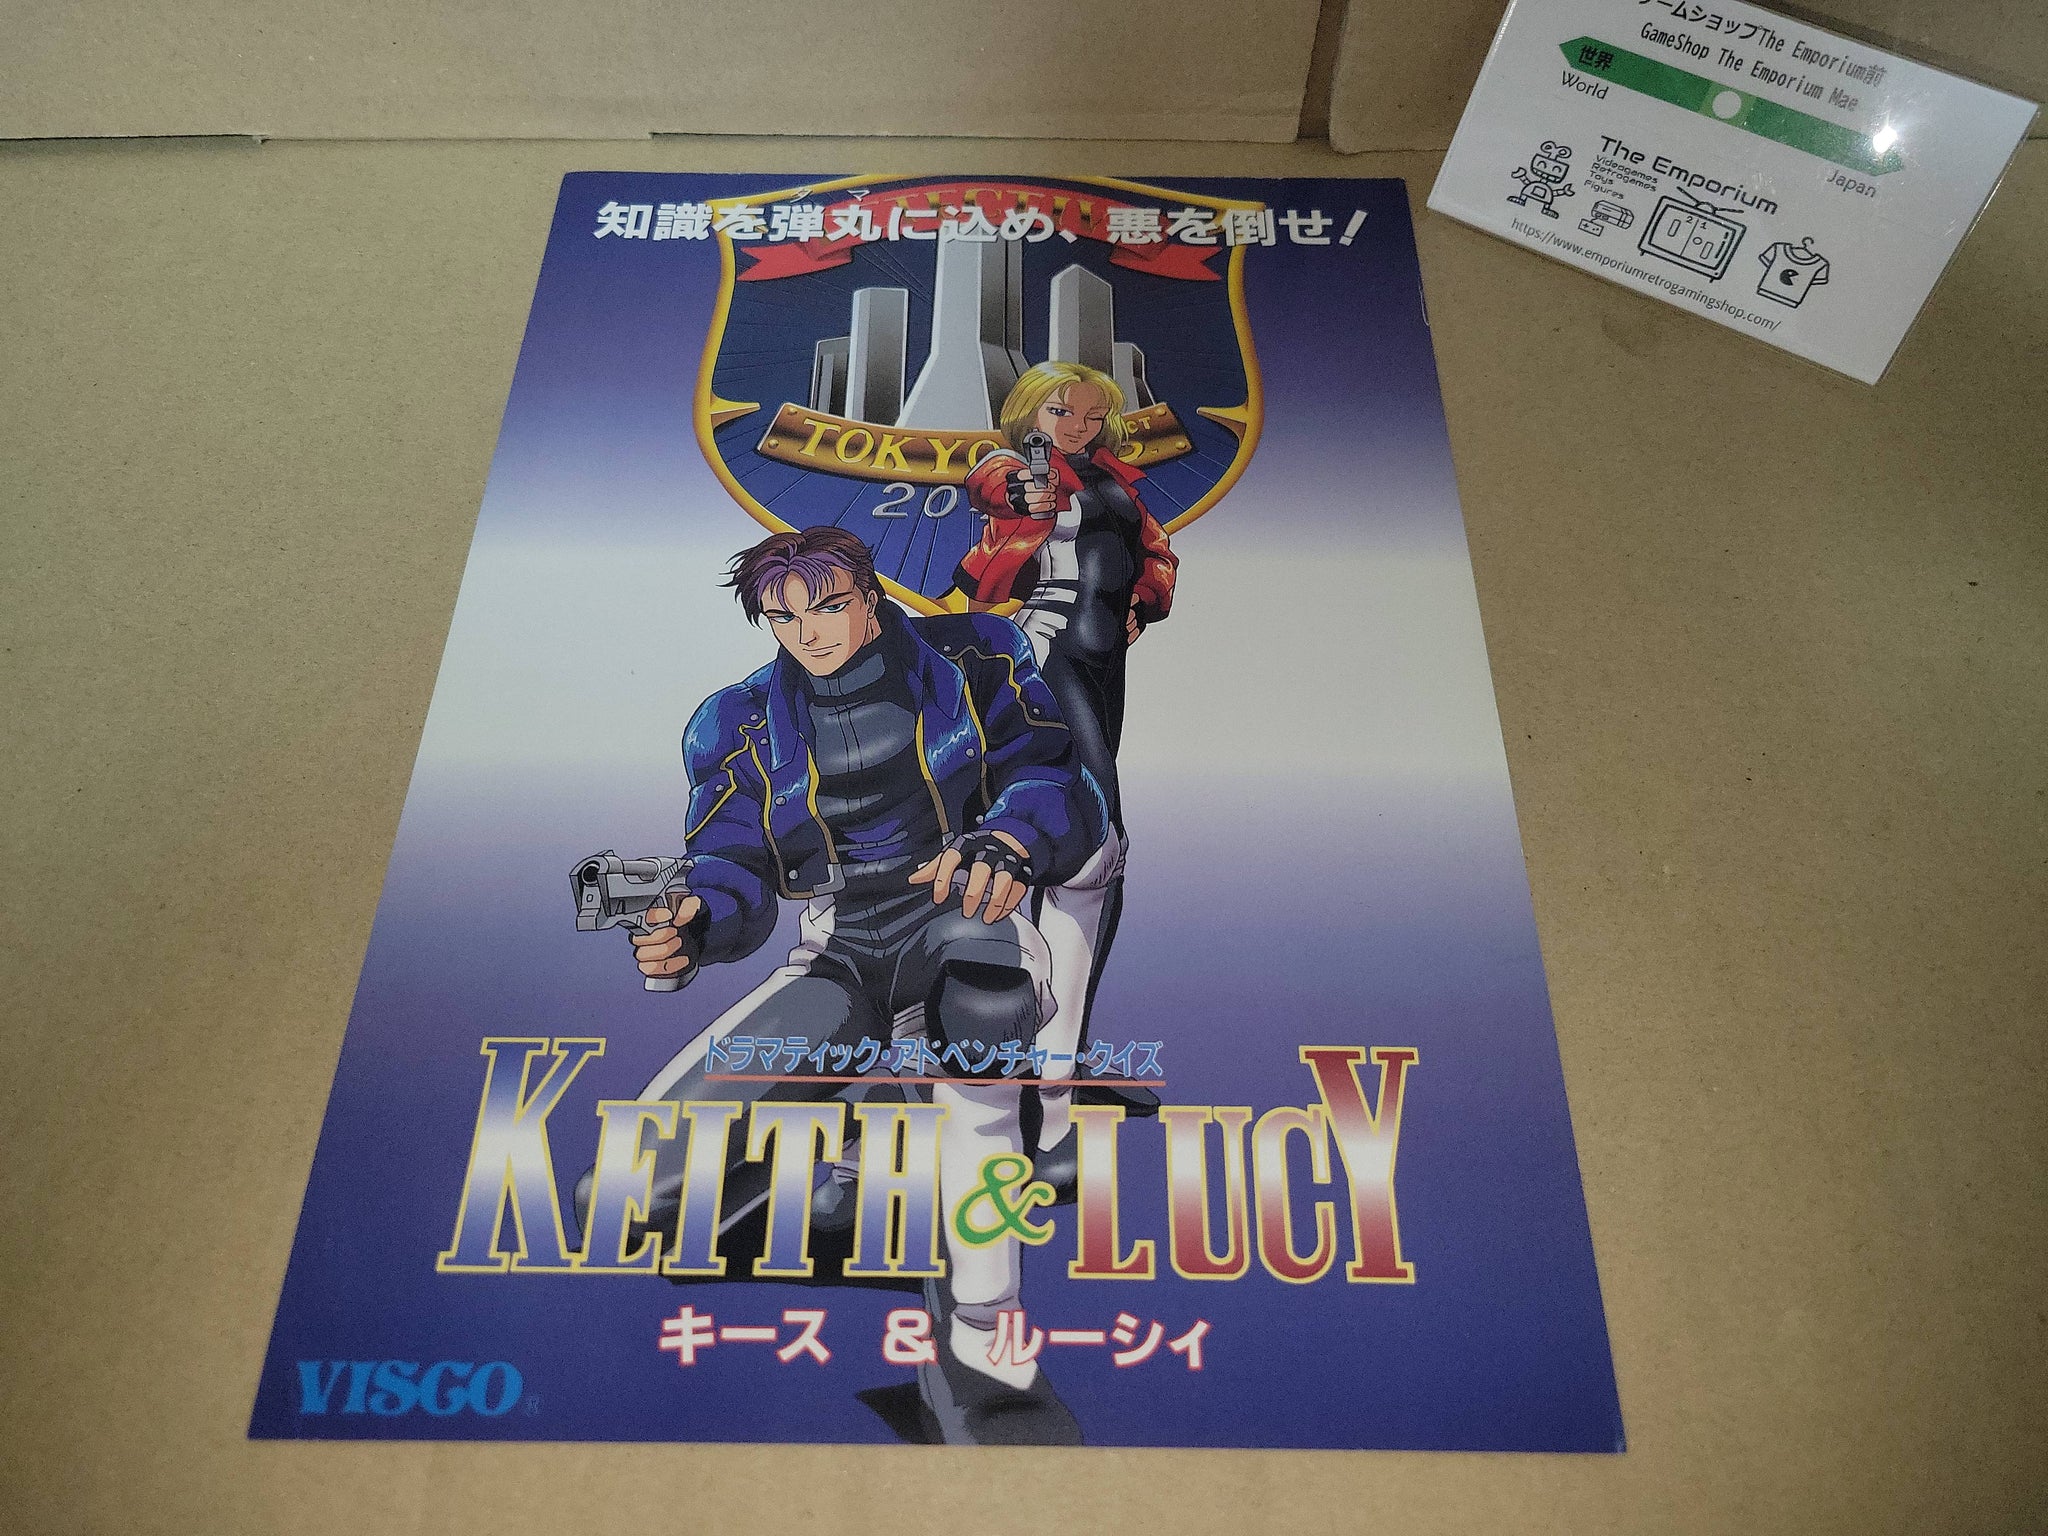 ゲームショップThe Emporium前
GameShop The Emporium Mae
世界
World
Japan
The Emporium
Videogames
Retrogames
Toys
Figures
https://www.emporiumretrogamingshop.com/
タマ
知識を弾丸に込め、悪を倒せ！
TOKYO
CT
20
ドラマティック・アドベンチャー・クイズ
KEITH & LUCY
キース & ルーシィ
VISCO